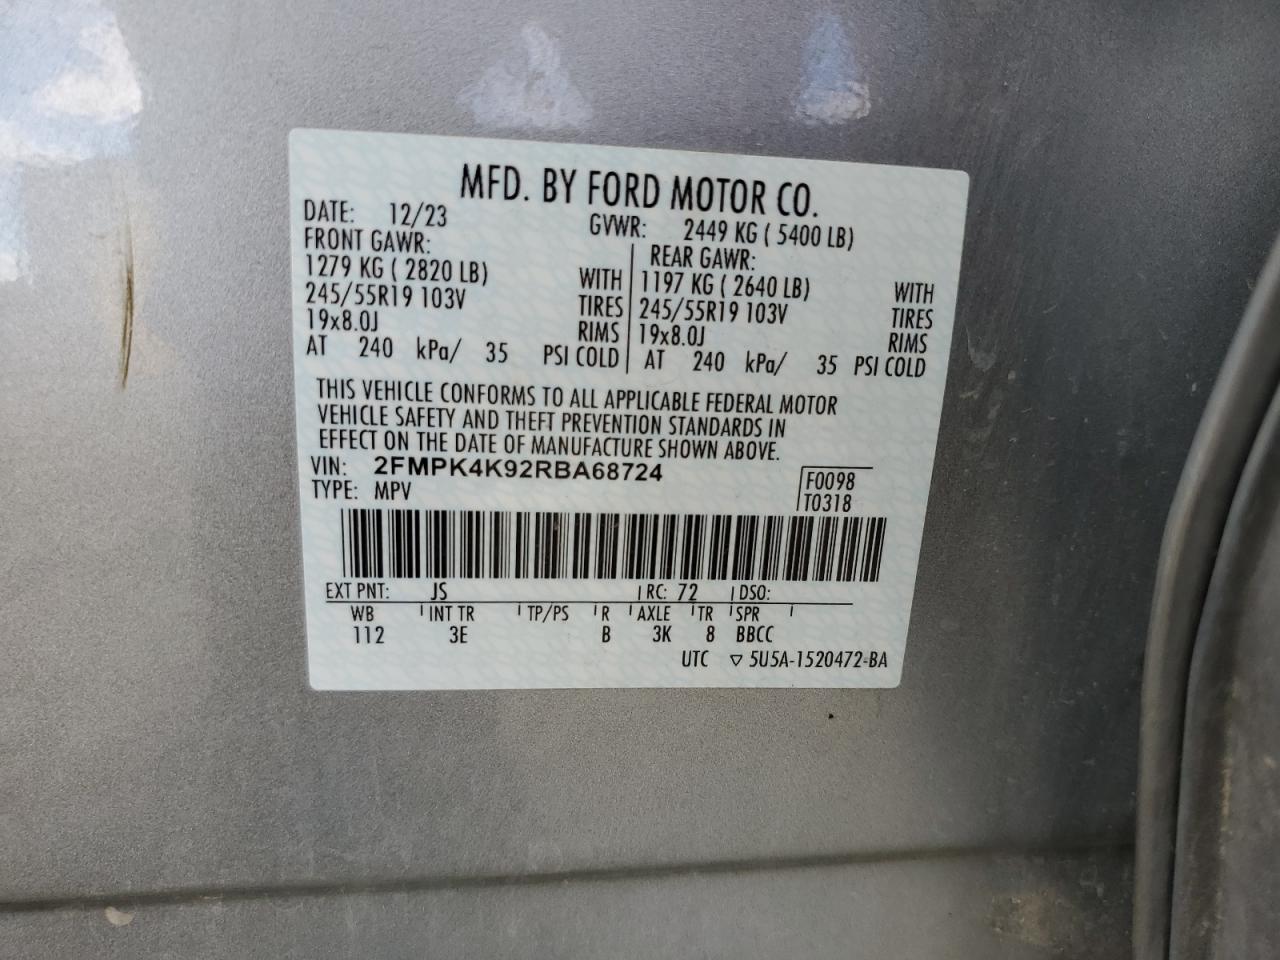 MFD. BY FORD MOTOR CO.
DATE: 12/23 GVWR: 2449 KG ( 5400 LB)
FRONT GAWR: REAR GAWR:
1279 KG ( 2820 LB) WITH 1197 KG ( 2640 LB) WITH
245/55R19 103V TIRES 245/55R19 103V TIRES
19x8.0J RIMS 19x8.0J RIMS
AT 240 kPa/ 35 PSI COLD AT 240 kPa/ 35 PSI COLD
THIS VEHICLE CONFORMS TO ALL APPLICABLE FEDERAL MOTOR
VEHICLE SAFETY AND THEFT PREVENTION STANDARDS IN
EFFECT ON THE DATE OF MANUFACTURE SHOWN ABOVE.
VIN: 2FMPK4K92RBA68724
TYPE: MPV
F0098
T0318
EXT PNT: JS RC: 72 DSO:
WB INT TR TP/PS R AXLE TR SPR
112 3E B 3K 8 BBCC
UTC ▽ 5U5A-1520472-BA